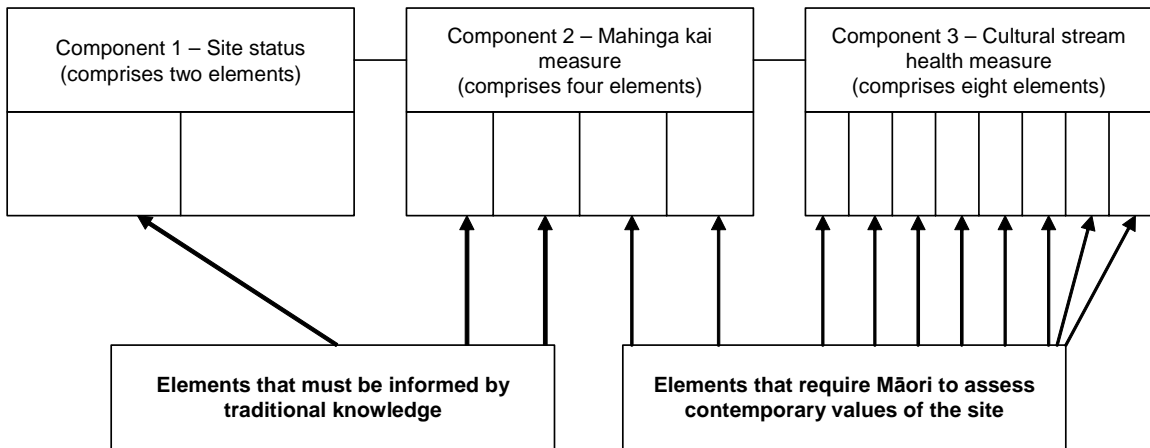 Component 1 – Site status
(comprises two elements)
Component 2 – Mahinga kai
measure
(comprises four elements)
Component 3 – Cultural stream
health measure
(comprises eight elements)
Elements that must be informed by
traditional knowledge
Elements that require Māori to assess
contemporary values of the site